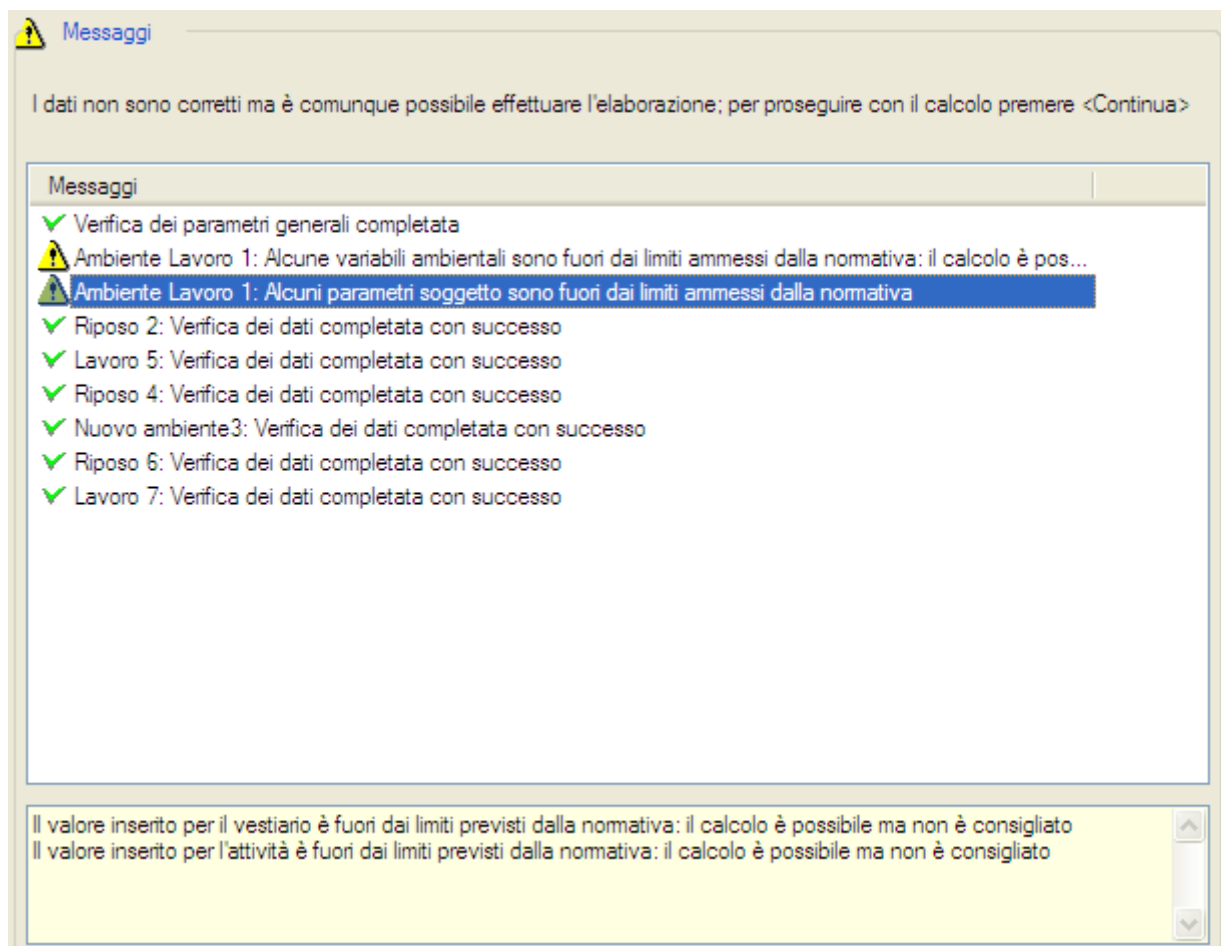 Messaggi
I dati non sono corretti ma è comunque possibile effettuare l'elaborazione; per proseguire con il calcolo premere <Continua>
Messaggi
Verifica dei parametri generali completata
Ambiente Lavoro 1: Alcune variabili ambientali sono fuori dai limiti ammessi dalla normativa: il calcolo è pos...
Ambiente Lavoro 1: Alcuni parametri soggetto sono fuori dai limiti ammessi dalla normativa
Riposo 2: Verifica dei dati completata con successo
Lavoro 5: Verifica dei dati completata con successo
Riposo 4: Verifica dei dati completata con successo
Nuovo ambiente3: Verifica dei dati completata con successo
Riposo 6: Verifica dei dati completata con successo
Lavoro 7: Verifica dei dati completata con successo
Il valore inserito per il vestiario è fuori dai limiti previsti dalla normativa: il calcolo è possibile ma non è consigliato
Il valore inserito per l'attività è fuori dai limiti previsti dalla normativa: il calcolo è possibile ma non è consigliato